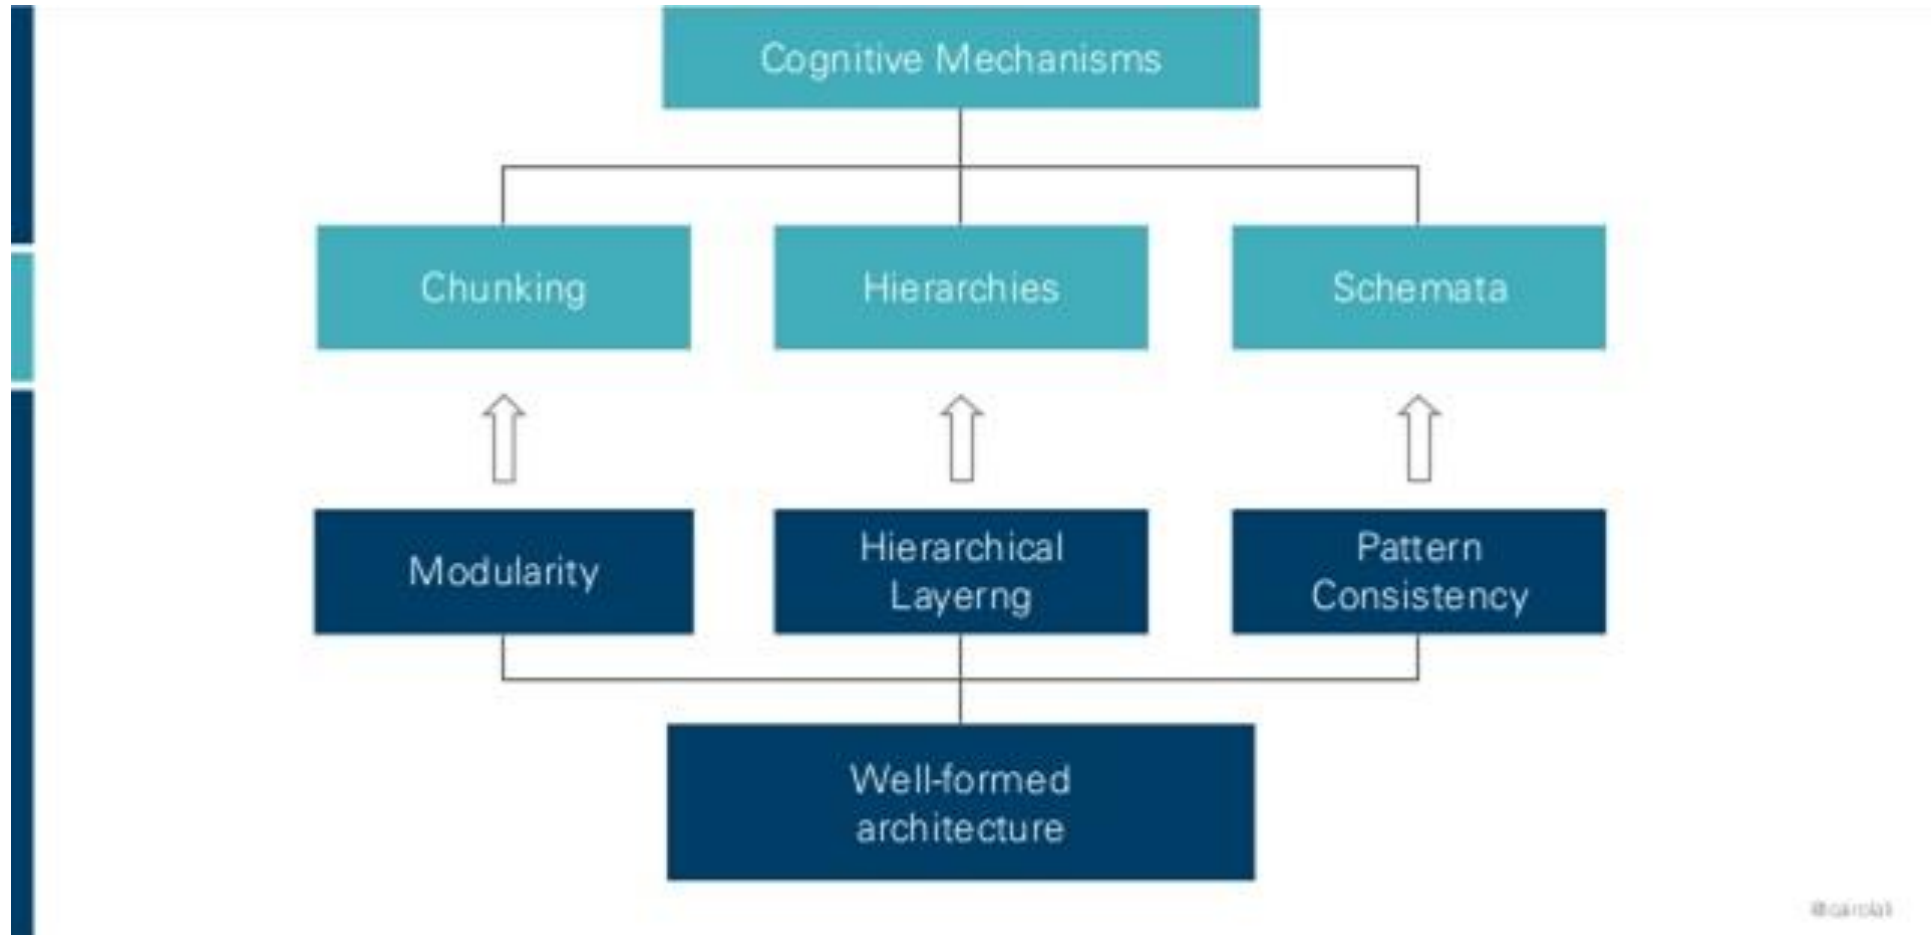 Cognitive Mechanisms
Chunking
Hierarchies
Schemata
Modularity
Hierarchical
Layerng
Pattern
Consistency
Well-formed
architecture